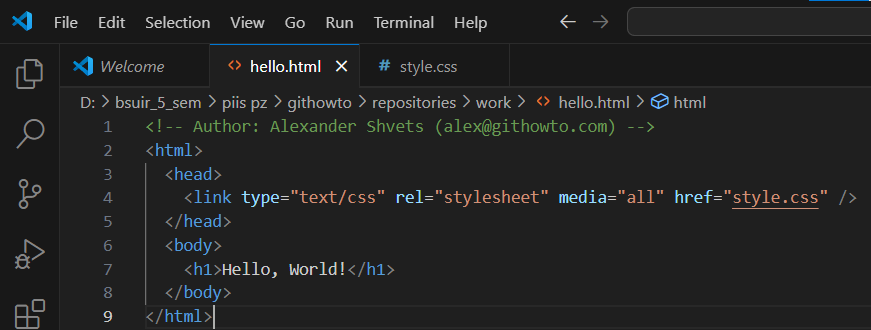 File Edit Selection View Go Run Terminal Help
Welcome hello.html # style.css
D: > bsuir_5_sem > piis pz > githowto > repositories > work > hello.html > html
1 <!-- Author: Alexander Shvets (alex@githowto.com) -->
2 <html>
3 <head>
4 <link type="text/css" rel="stylesheet" media="all" href="style.css" />
5 </head>
6 <body>
7 <h1>Hello, World!</h1>
8 </body>
9 </html>